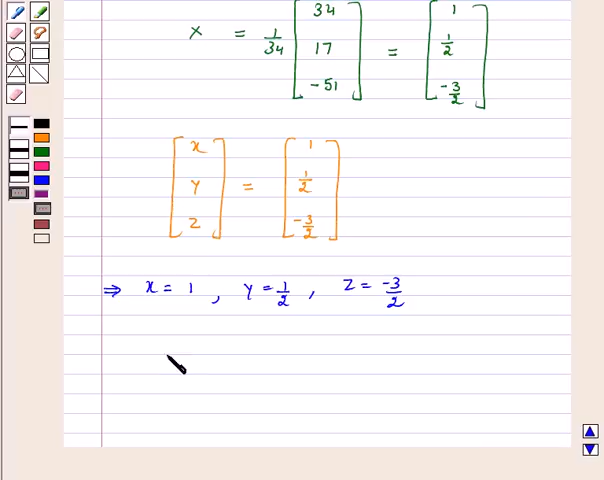 X = 1/34 [34 17 -51] = [1 1/2 -3/2]
[x y z] = [1 1/2 -3/2]
⇒ x = 1 , y = 1/2 , z = -3/2